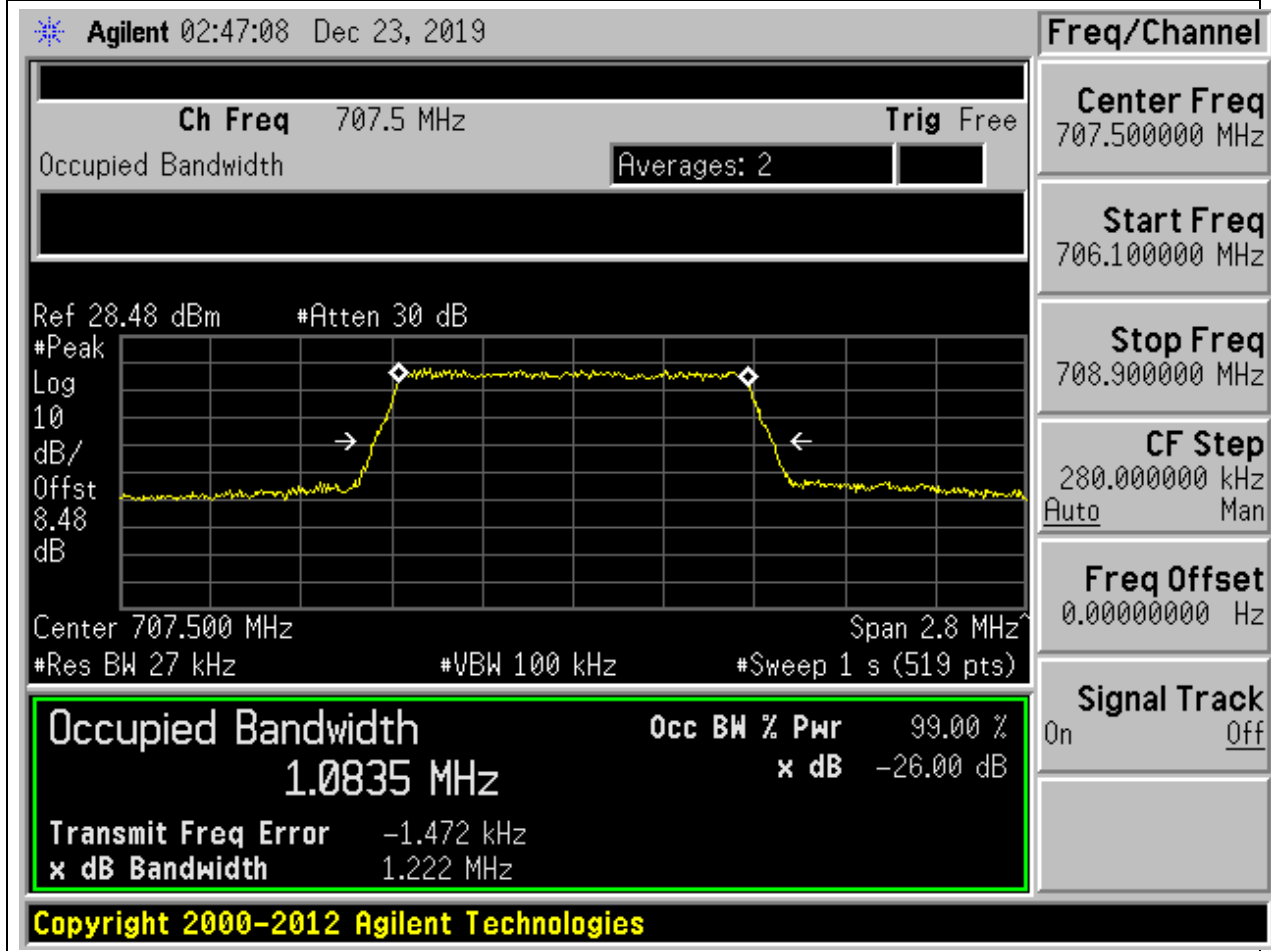 Agilent 02:47:08 Dec 23, 2019
Freq/Channel
Ch Freq 707.5 MHz
Trig Free
Occupied Bandwidth
Averages: 2
Center Freq
707.500000 MHz
Start Freq
706.100000 MHz
Stop Freq
708.900000 MHz
CF Step
280.000000 kHz
Auto Man
Freq Offset
0.00000000 Hz
Signal Track
On Off
Ref 28.48 dBm #Atten 30 dB
#Peak
Log
10
dB/
Offst
8.48
dB
Center 707.500 MHz Span 2.8 MHz^
#Res BW 27 kHz #VBW 100 kHz #Sweep 1 s (519 pts)
Occupied Bandwidth
1.0835 MHz
Occ BW % Pwr 99.00 %
x dB -26.00 dB
Transmit Freq Error -1.472 kHz
x dB Bandwidth 1.222 MHz
Copyright 2000-2012 Agilent Technologies